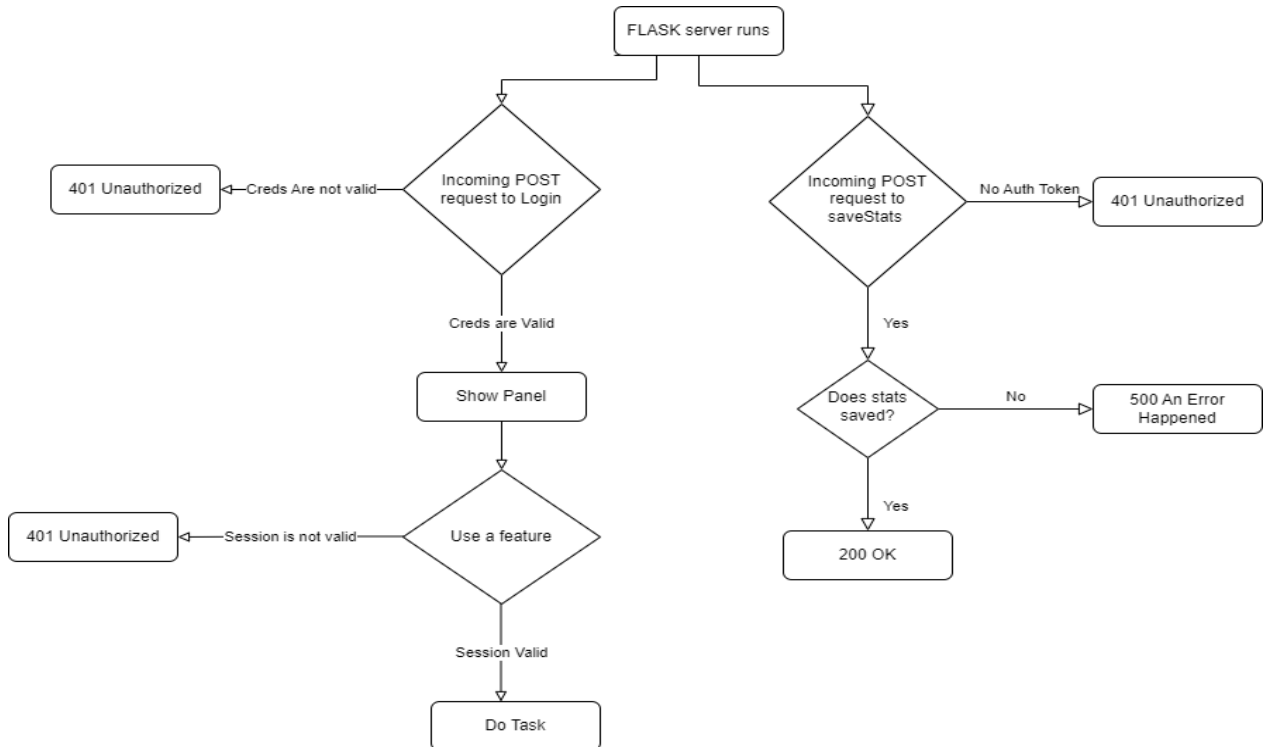 FLASK server runs
Incoming POST
request to Login
Creds Are not valid
401 Unauthorized
Creds are Valid
Show Panel
Use a feature
Session is not valid
401 Unauthorized
Session Valid
Do Task
Incoming POST
request to
saveStats
No Auth Token
401 Unauthorized
Yes
Does stats
saved?
No
500 An Error
Happened
Yes
200 OK